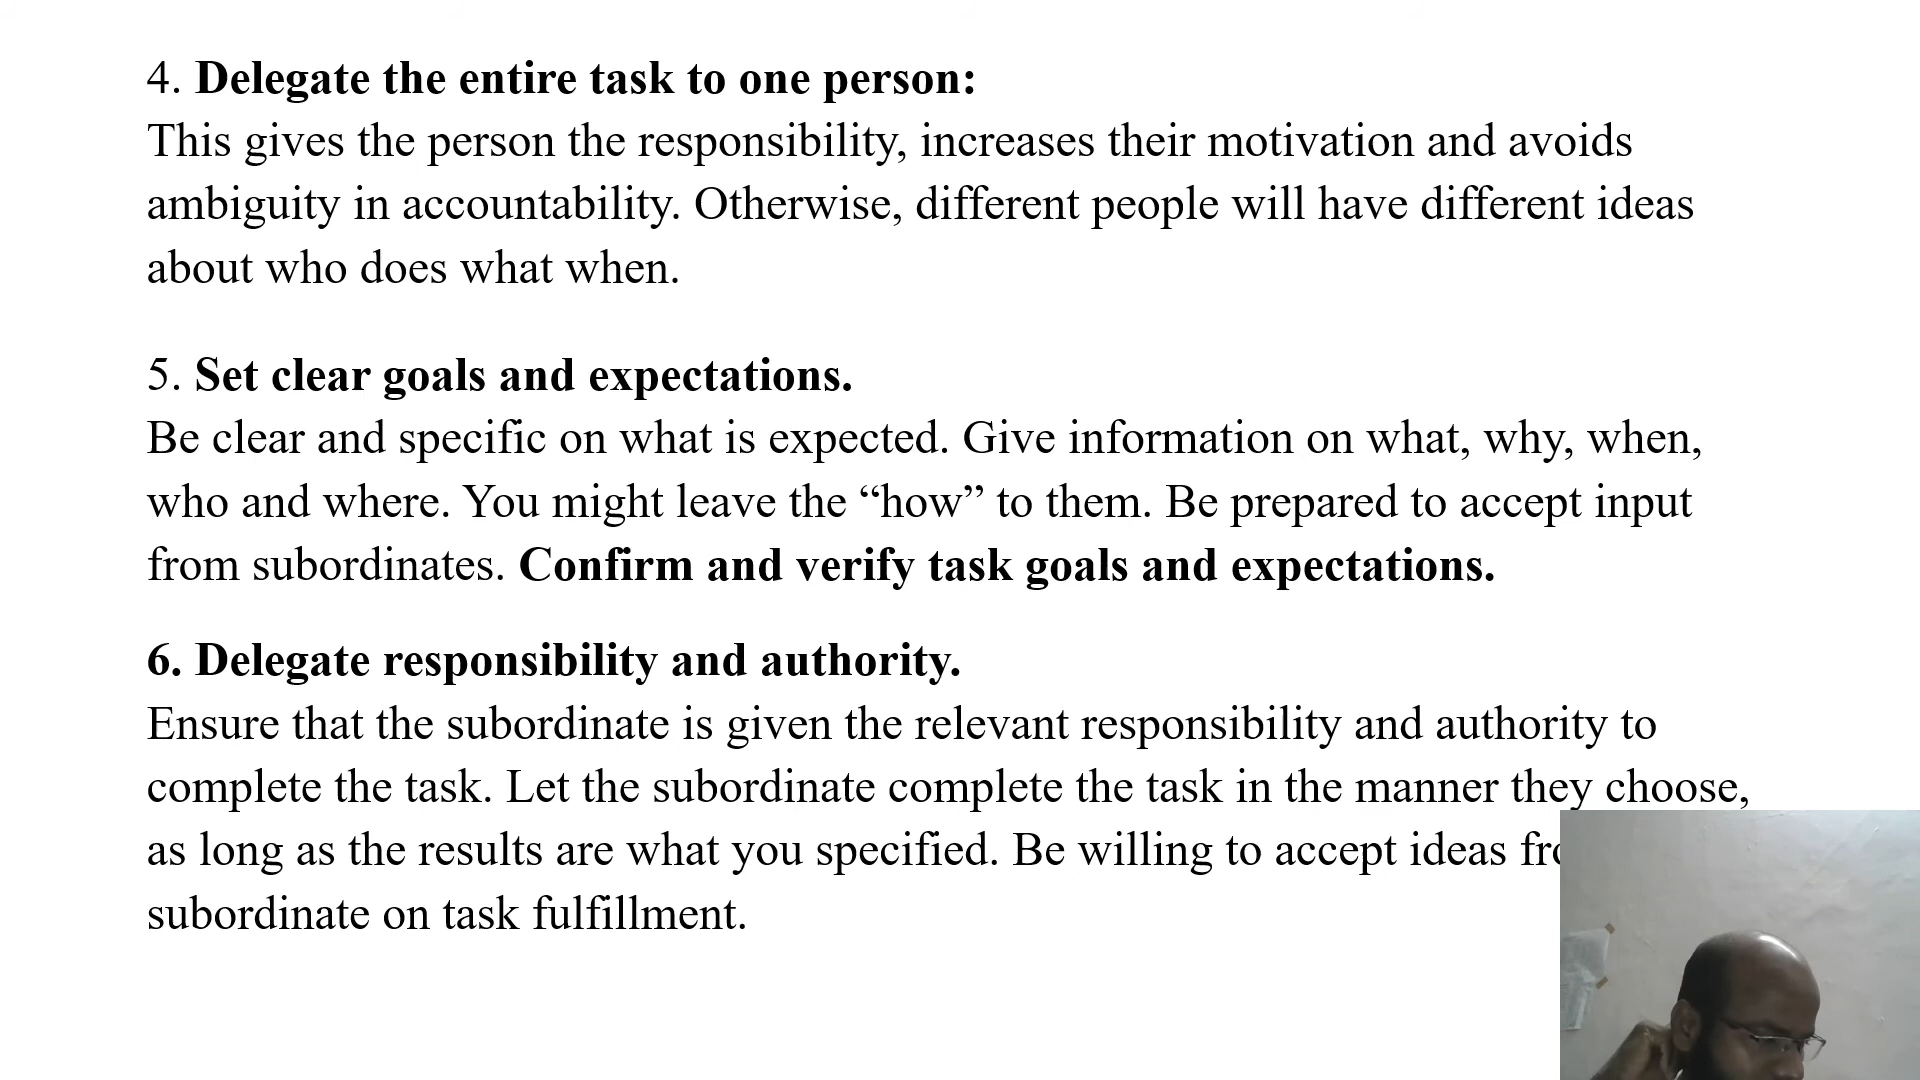 4. Delegate the entire task to one person:
This gives the person the responsibility, increases their motivation and avoids
ambiguity in accountability. Otherwise, different people will have different ideas
about who does what when.
5. Set clear goals and expectations.
Be clear and specific on what is expected. Give information on what, why, when,
who and where. You might leave the “how” to them. Be prepared to accept input
from subordinates. Confirm and verify task goals and expectations.
6. Delegate responsibility and authority.
Ensure that the subordinate is given the relevant responsibility and authority to
complete the task. Let the subordinate complete the task in the manner they choose,
as long as the results are what you specified. Be willing to accept ideas
subordinate on task fulfillment.